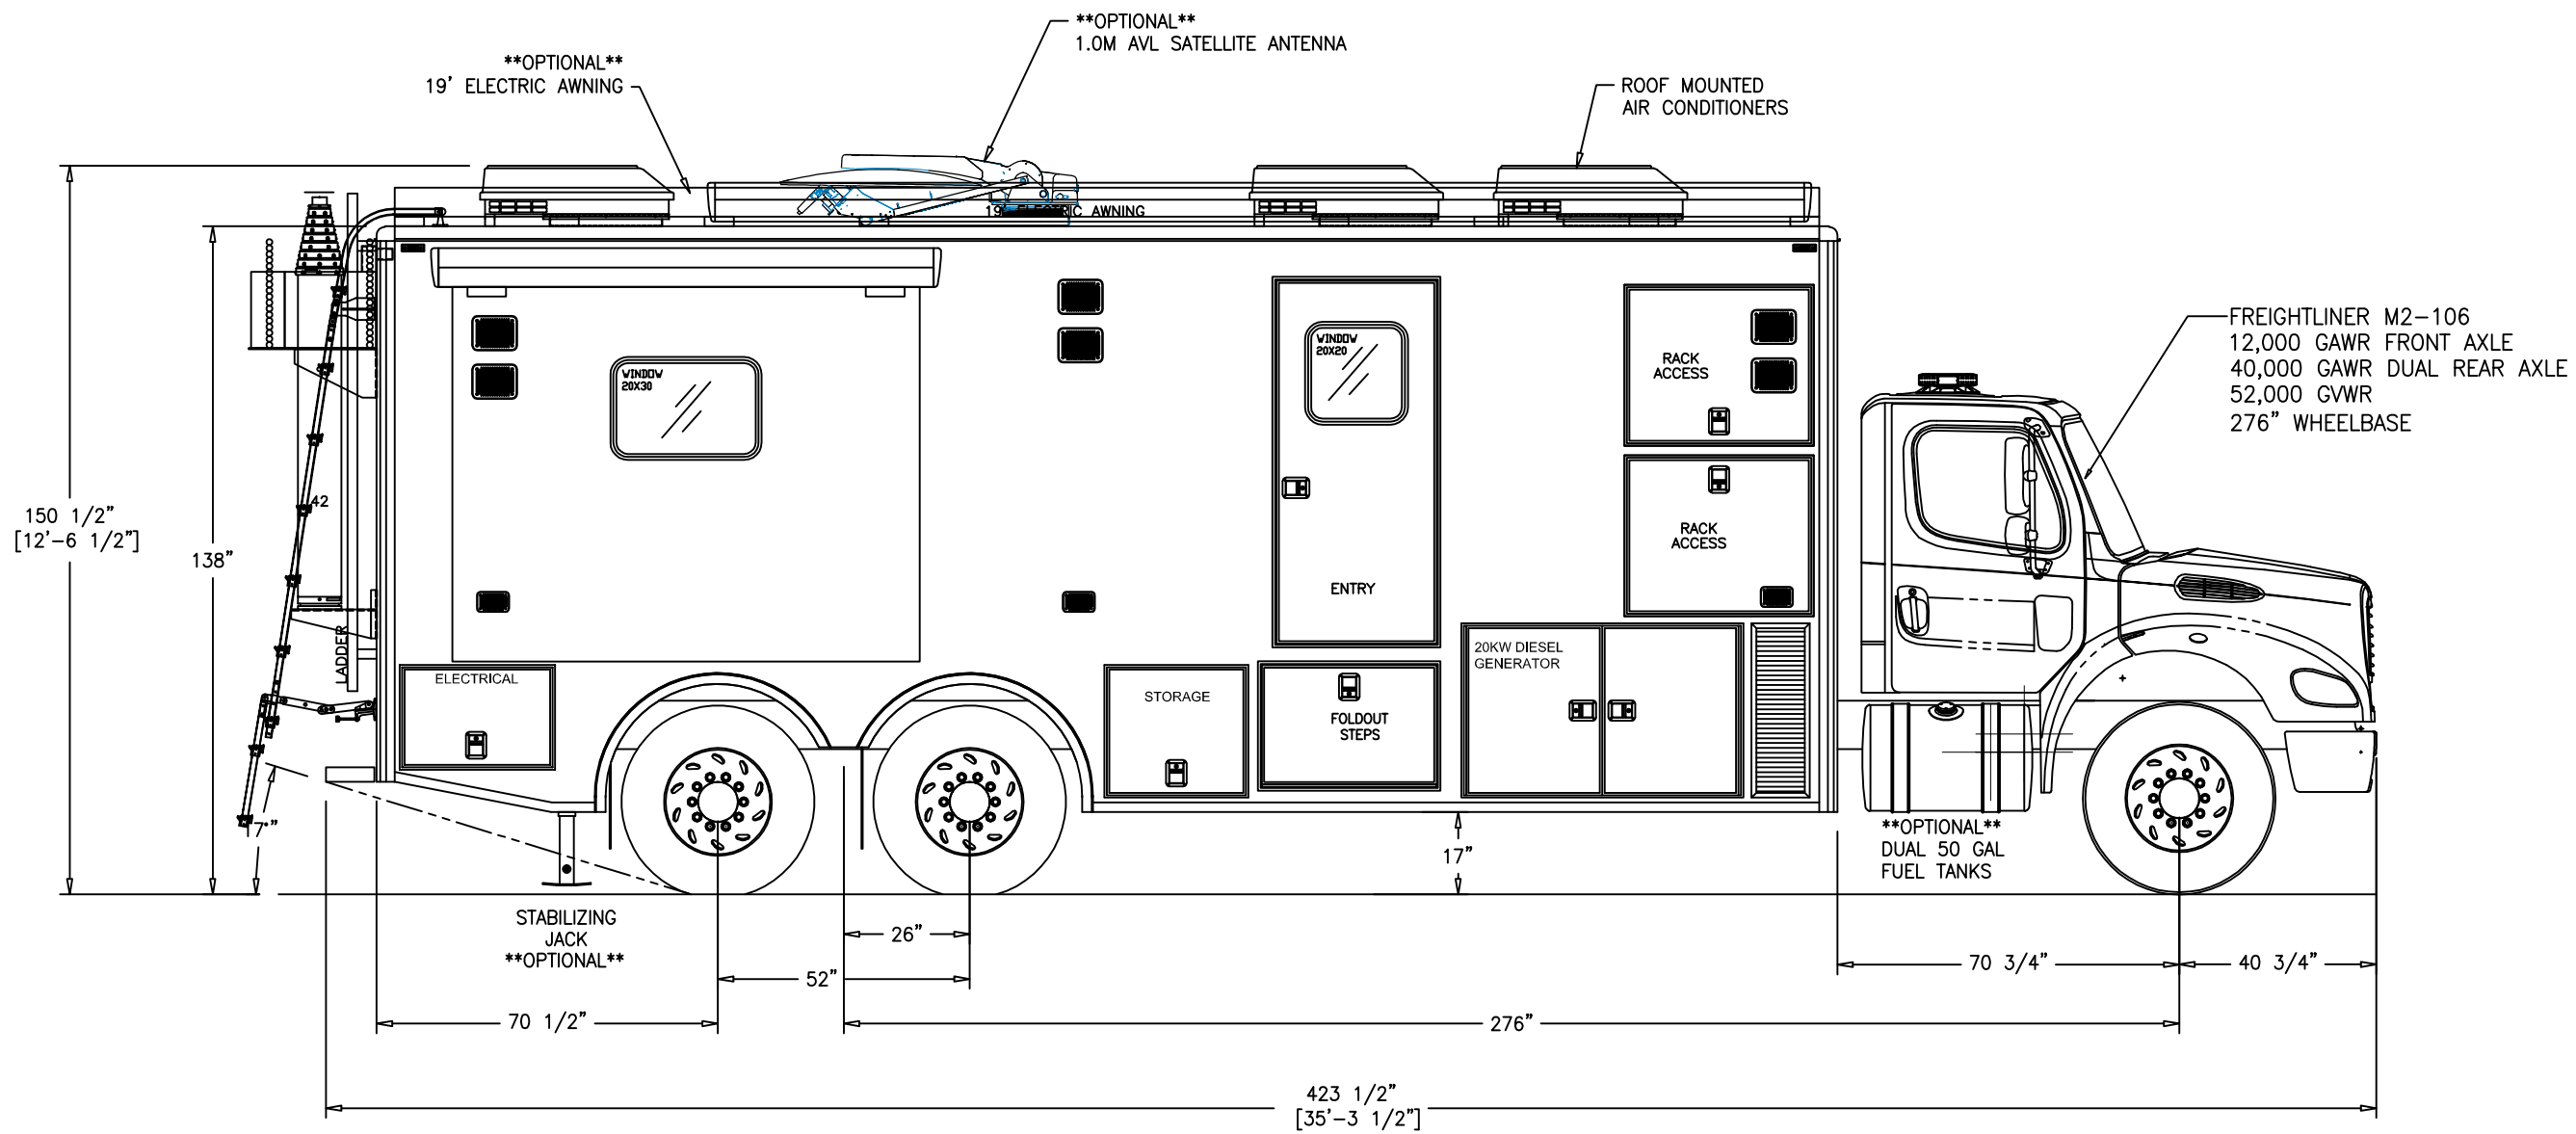 **OPTIONAL**
1.0M AVL SATELLITE ANTENNA
**OPTIONAL**
19' ELECTRIC AWNING
ROOF MOUNTED
AIR CONDITIONERS
19' ELECTRIC AWNING
FREIGHTLINER M2-106
12,000 GAWR FRONT AXLE
40,000 GAWR DUAL REAR AXLE
52,000 GVWR
276" WHEELBASE
WINDOW
20X30
WINDOW
20X20
RACK
ACCESS
RACK
ACCESS
42
150 1/2"
[12'-6 1/2"]
138"
ENTRY
LADDER
ELECTRICAL
STORAGE
FOLDOUT
STEPS
20KW DIESEL
GENERATOR
7°"
17"
**OPTIONAL**
DUAL 50 GAL
FUEL TANKS
STABILIZING
JACK
**OPTIONAL**
26"
52"
70 3/4"
40 3/4"
70 1/2"
276"
423 1/2"
[35'-3 1/2"]